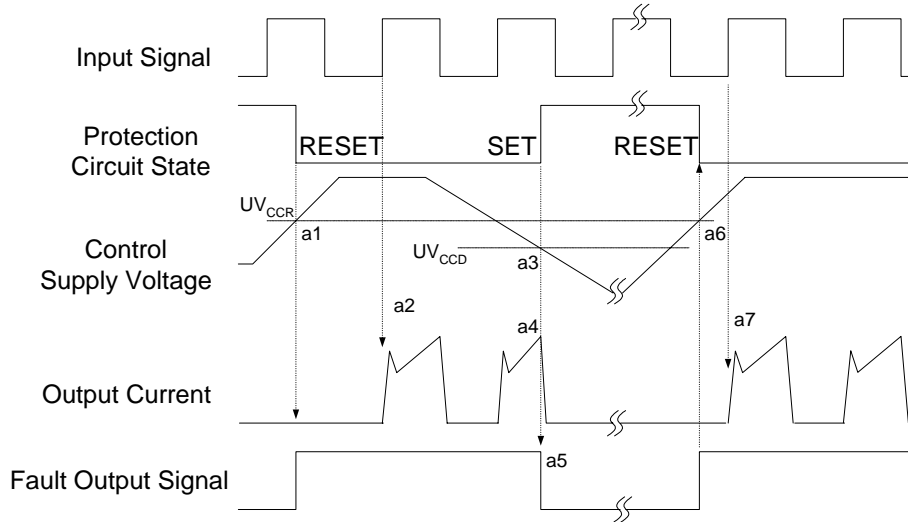 Input Signal
Protection
Circuit State
RESET
SET
RESET
UVCCR
a1
a6
Control
Supply Voltage
UVCCD
a3
a2
a4
a7
Output Current
a5
Fault Output Signal